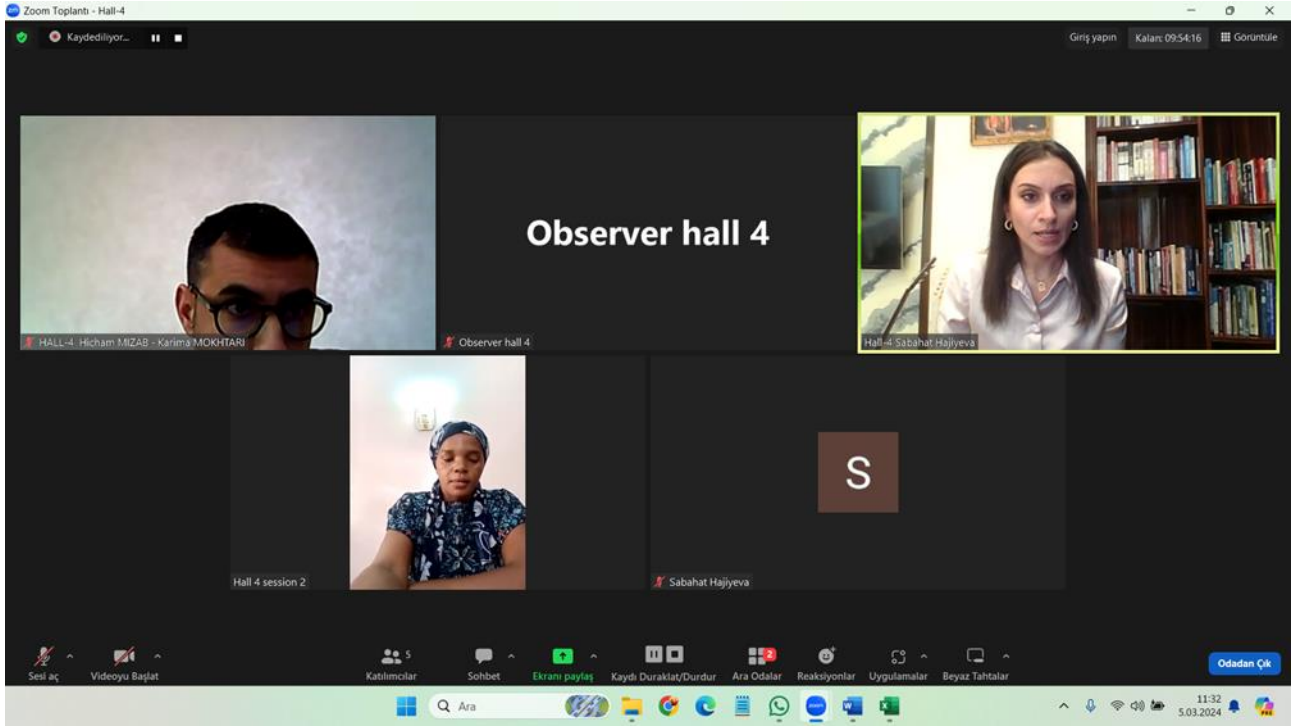 Zoom Toplantı - Hall-4
Kaydediliyor...
Giriş yapın
Kalan: 09:54:16
Görüntüle
HALL-4 Hicham MIZAB - Karima MOKHTARI
Observer hall 4
Observer hall 4
Hall-4 Sabahat Hajiyeva
Hall 4 session 2
S
Sabahat Hajiyeva
Sesi aç
Videoyu Başlat
5
Katılımcılar
Sohbet
Ekranı paylaş
Kaydı Duraklat/Durdur
2
Ara Odalar
Reaksiyonlar
Uygulamalar
Beyaz Tahtalar
Odadan Çık
Ara
zoom
11:32
5.03.2024
PRE